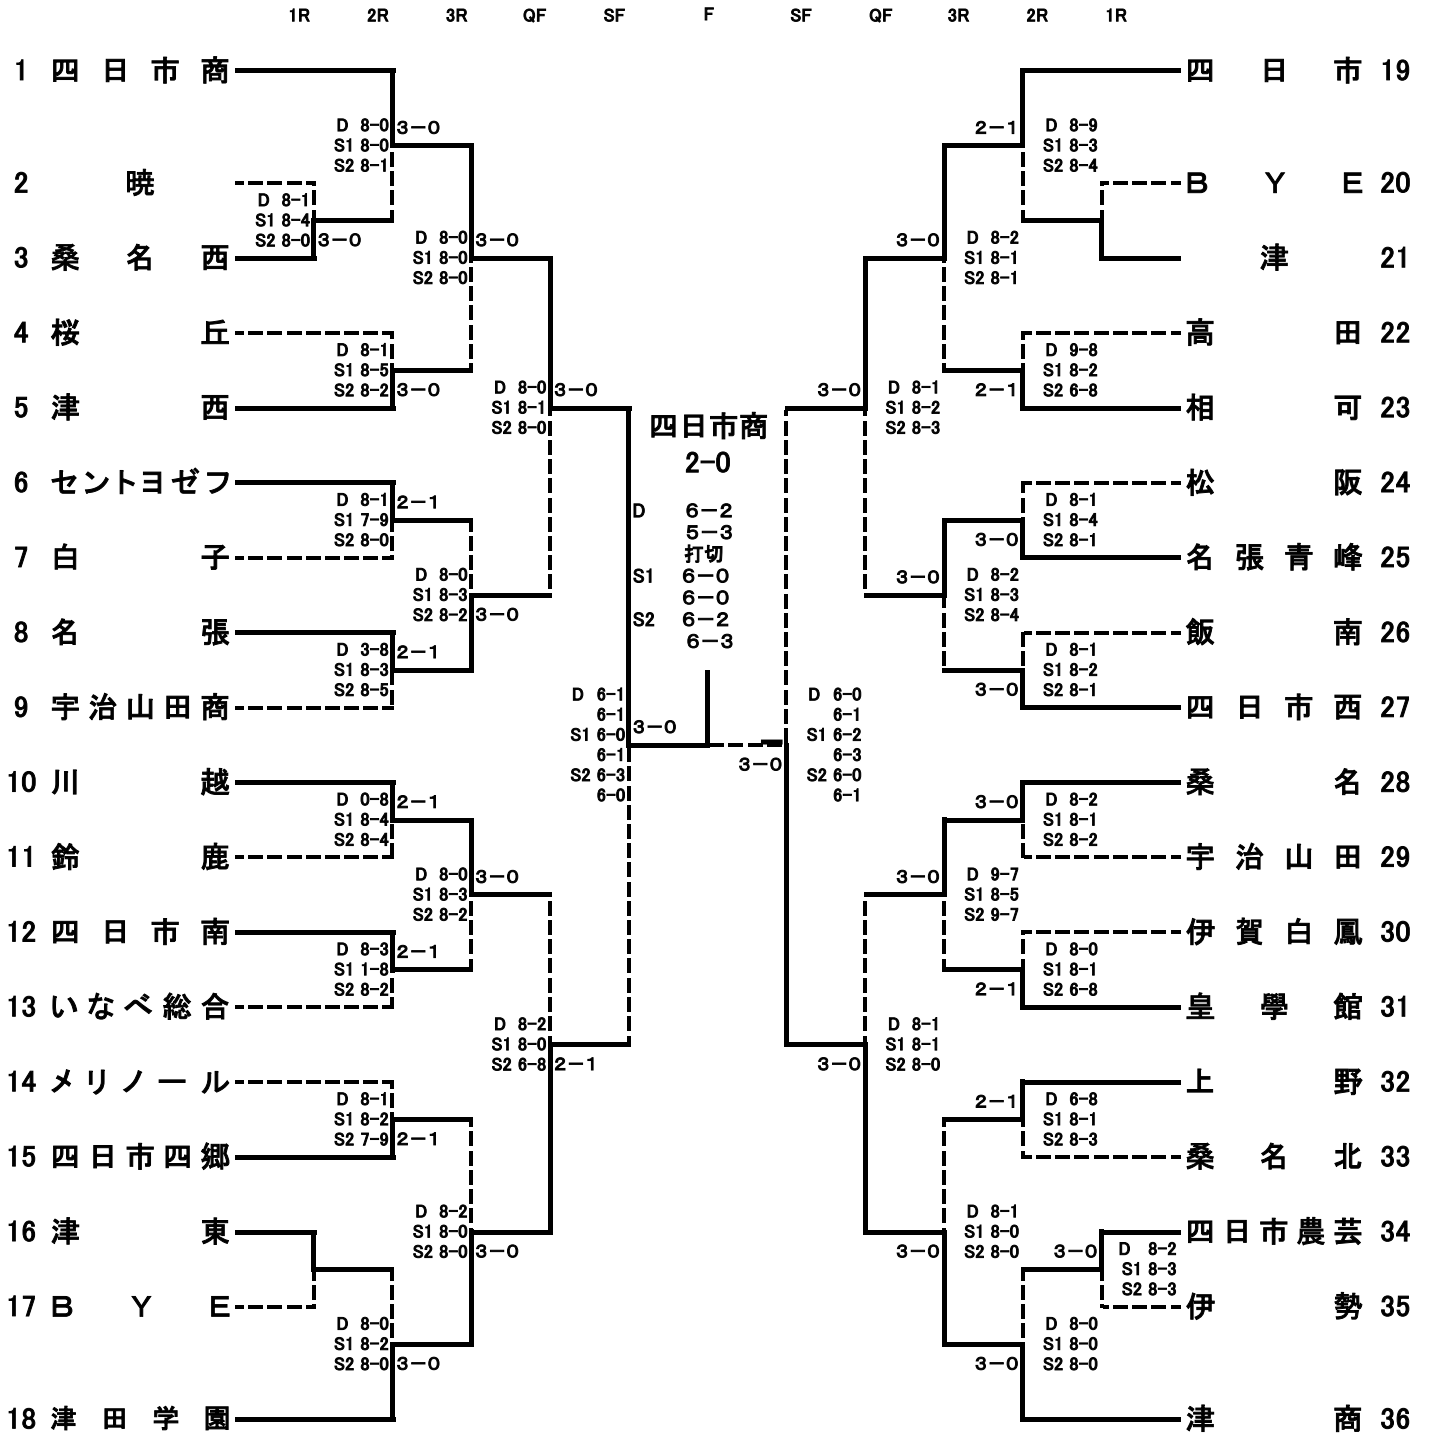 1R 2R 3R QF SF F SF QF 3R 2R 1R
1 四日市商
D 8-0 3-0
S1 8-0
S2 8-1
2 暁
D 8-1
S1 8-4
S2 8-0 3-0
3 桑名西
D 8-0 3-0
S1 8-0
S2 8-0
4 桜丘
D 8-1
S1 8-5
S2 8-2 3-0
5 津西
D 8-0 3-0
S1 8-1
S2 8-0
6 セントヨゼフ
D 8-1 2-1
S1 7-9
S2 8-0
7 白子
D 8-0
S1 8-3
S2 8-2 3-0
8 名張
D 3-8 2-1
S1 8-3
S2 8-5
9 宇治山田商
D 6-1
6-1
S1 6-0 3-0
6-1
S2 6-3
6-0
10 川越
D 0-8 2-1
S1 8-4
S2 8-4
11 鈴鹿
D 8-0 3-0
S1 8-3
S2 8-2
12 四日市南
D 8-3 2-1
S1 1-8
S2 8-2
13 いなべ総合
D 8-2
S1 8-0
S2 6-8 2-1
14 メリノール
D 8-1
S1 8-2
S2 7-9 2-1
15 四日市四郷
D 8-2
S1 8-0
S2 8-0 3-0
16 津東
17 BYE
D 8-0
S1 8-2
S2 8-0 3-0
18 津田学園
四日市商
2-0
D 6-2
5-3
打切
S1 6-0
6-0
S2 6-2
6-3
四日市 19
2-1 D 8-9
S1 8-3
S2 8-4
BYE 20
3-0 D 8-2
S1 8-1
S2 8-1
津 21
高田 22
D 9-8
S1 8-2
2-1 S2 6-8
相可 23
3-0 D 8-1
S1 8-2
S2 8-3
松阪 24
D 8-1
S1 8-4
3-0 S2 8-1
名張青峰 25
3-0 D 8-2
S1 8-3
S2 8-4
飯南 26
D 8-1
S1 8-2
3-0 S2 8-1
四日市西 27
D 6-0
6-1
S1 6-2
6-3
3-0 S2 6-0
6-1
桑名 28
3-0 D 8-2
S1 8-1
S2 8-2
宇治山田 29
3-0 D 9-7
S1 8-5
S2 9-7
伊賀白鳳 30
D 8-0
S1 8-1
2-1 S2 6-8
皇學館 31
D 8-1
S1 8-1
3-0 S2 8-0
上野 32
2-1 D 6-8
S1 8-1
S2 8-3
桑名北 33
D 8-1
S1 8-0
3-0 S2 8-0
四日市農芸 34
3-0 D 8-2
S1 8-3
S2 8-3
伊勢 35
D 8-0
S1 8-0
3-0 S2 8-0
津商 36